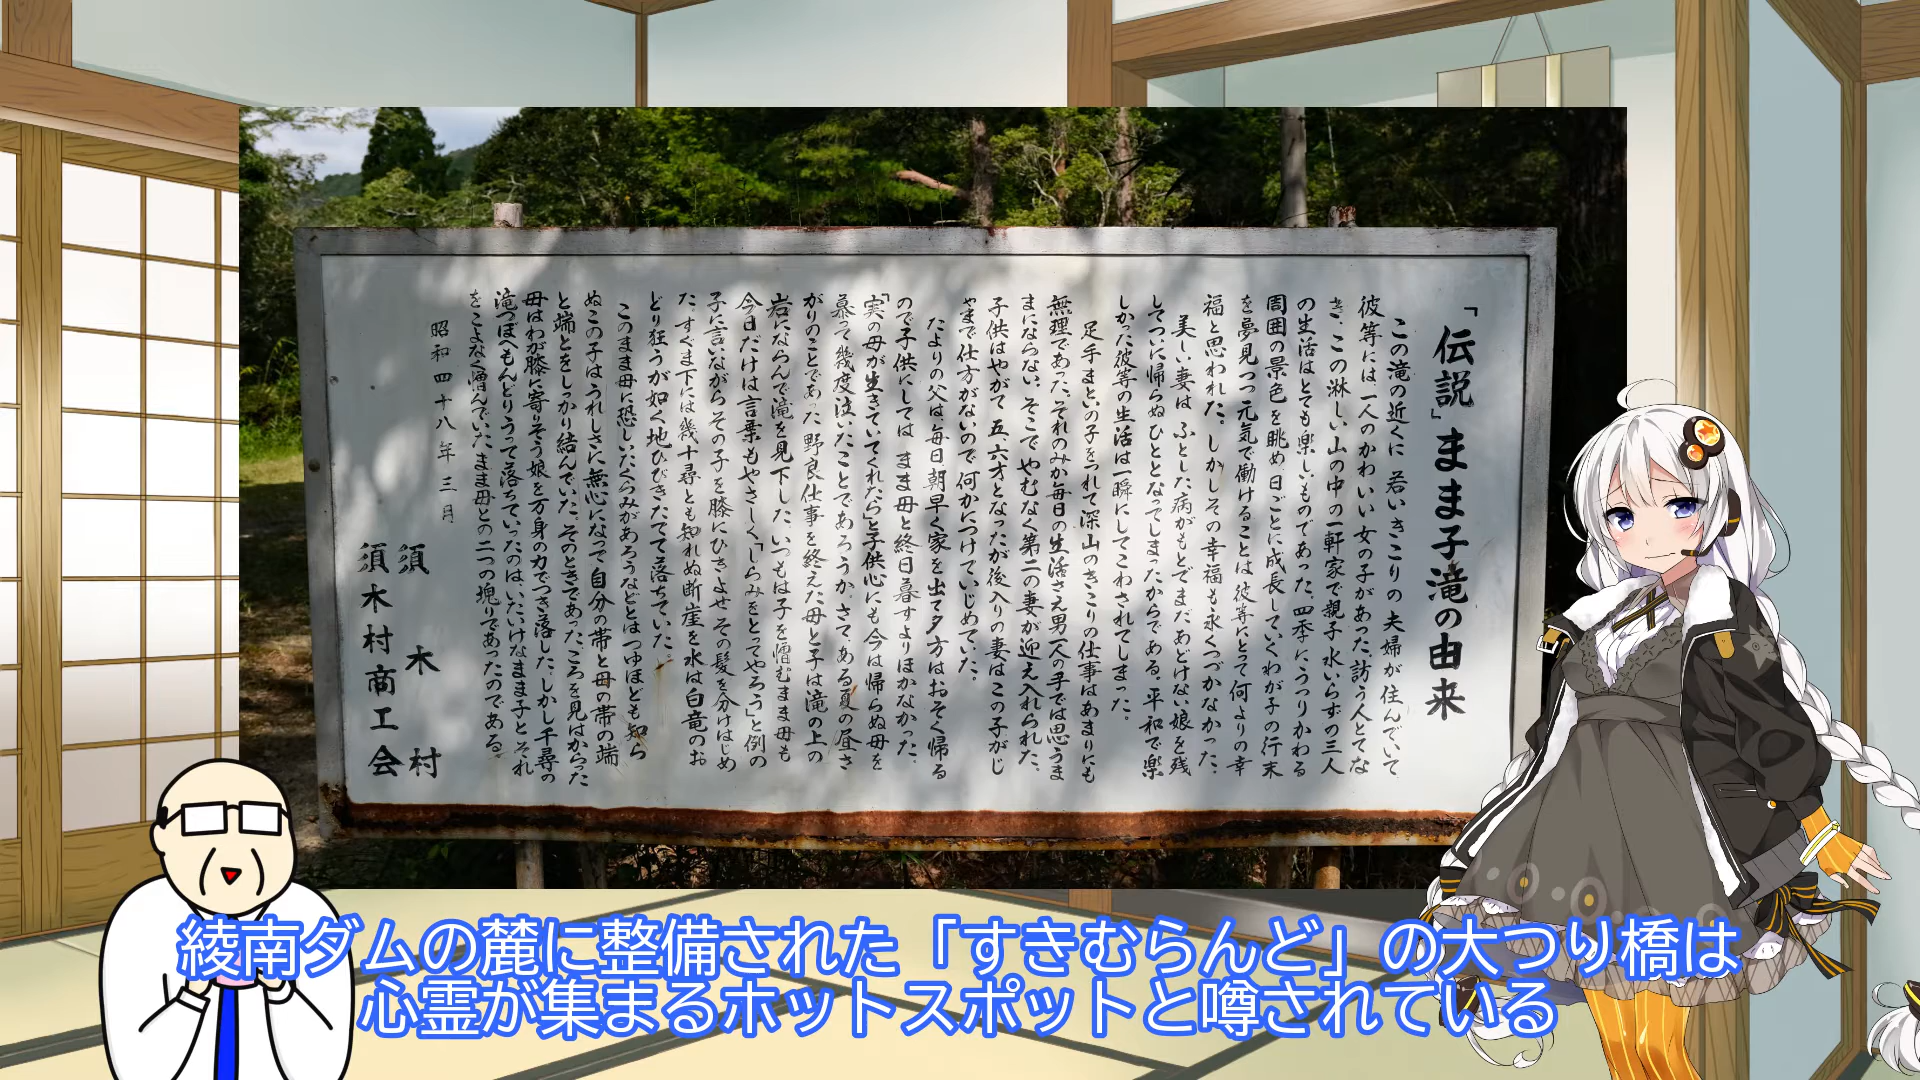 「伝説」まま子滝の由来
この滝の近くに若いきこりの夫婦が住んでいて
彼等には一人のかわいい女の子があった。訪う人とてな
き、この淋しい山の中の一軒家で親子水いらずの三人
の生活はとても楽しいものであった。四季にうつりかわる
周囲の景色を眺め、日ごとに成長していくわが子の行末
を夢見つつ元気で働けることは彼等にとって何よりの幸
福と思われた。しかしその幸福も永くつづかなかった。
美しい妻はふとした病がもとでまだあどけない娘を残
してついに帰らぬひととなってしまったからである。平和で楽
しかった彼等の生活は一瞬にしてこわされてしまった。
足手まといの子をつれて深山のきこりの仕事はあまりにも
無理であった。それのみか毎日の生活さえ男一人の手では思うま
まにならない。そこでやむなく第二の妻が迎え入れられた。
子供はやがて五、六才となったが後入りの妻はこの子がじ
やまで仕方がないので何かにつけていじめていた。
たよりの父は毎日朝早く家を出て夕方はおそく帰る
ので子供にしてはまま母と終日暮すよりほかなかった。
「実の母が生きていてくれたら」と子供心にも今は帰らぬ母を
慕って幾度泣いたことであろうか。さて、ある夏の昼さ
がりのことであった野良仕事を終えた母と子は滝の上の
岩にならんで滝を見下した。いつもは子を憎むまま母も
今日だけは言葉もやさしく「しらみをとってやろう」と例の
子に言いながらその子を膝にひきよせその髪を分けはじめ
た。すぐま下には幾十尋とも知れぬ断崖を水は白竜のお
どり狂うが如く地ひびきたてて落ちていた。
このまま母に恐しいたくらみがあろうなどとはつゆほども知ら
ぬこの子はうれしさに無心になって自分の帯と母の帯の端
と端とをしっかり結んでいた。そのときであったころを見はからった
母はわが膝に寄りそう娘を万身の力でつき落した。しかし千尋の
滝つぼへもんどりうって落ちていったのは、いたいけなまま子とそれ
をこよなく憎んでいたまま母との二つの塊りであったのである。
昭和四十八年三月
須木村
須木村商工会
綾南ダムの麓に整備された「すきむらんど」の大つり橋は
心霊が集まるホットスポットと噂されている